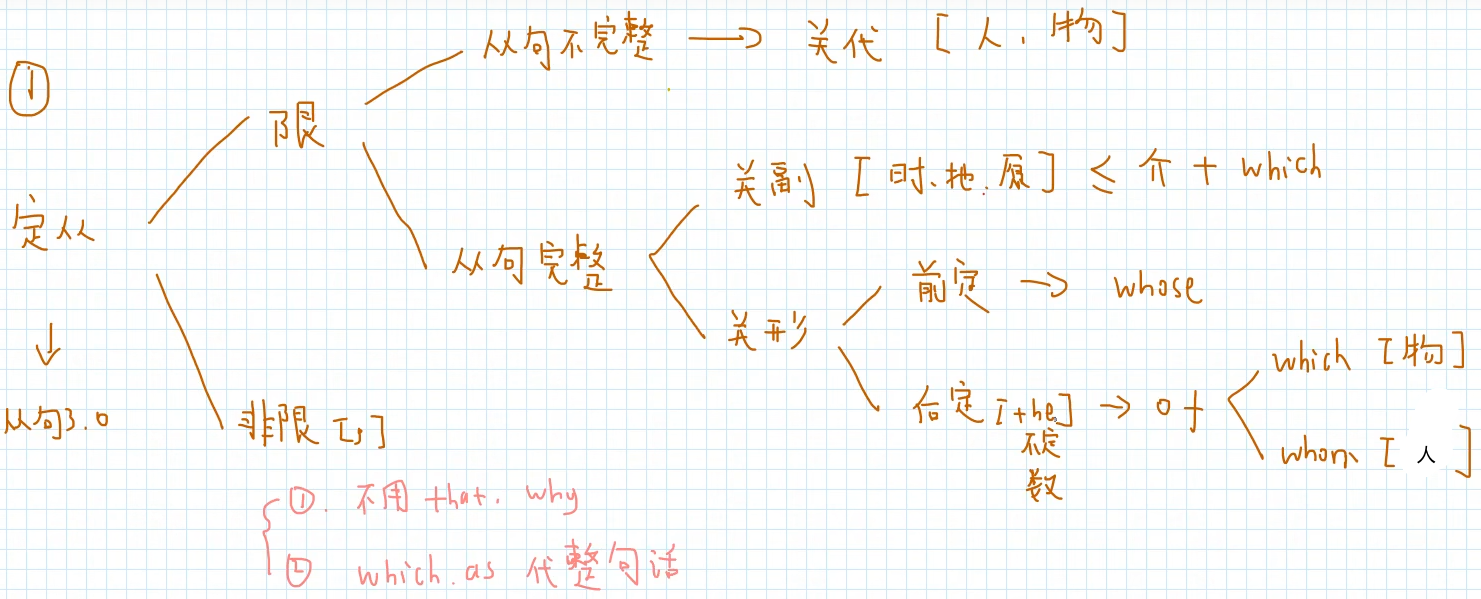 ①
从句不完整 → 关代 [人、物]
限
关副 [时、地、原] ≤ 介 + which
定从
从句完整
前定 → whose
关形
which [物]
后定 [the 不定 数] → of
whom [人]
↓
从句3.0
非限 [,]
①. 不用 that. why
② which. as 代整句话